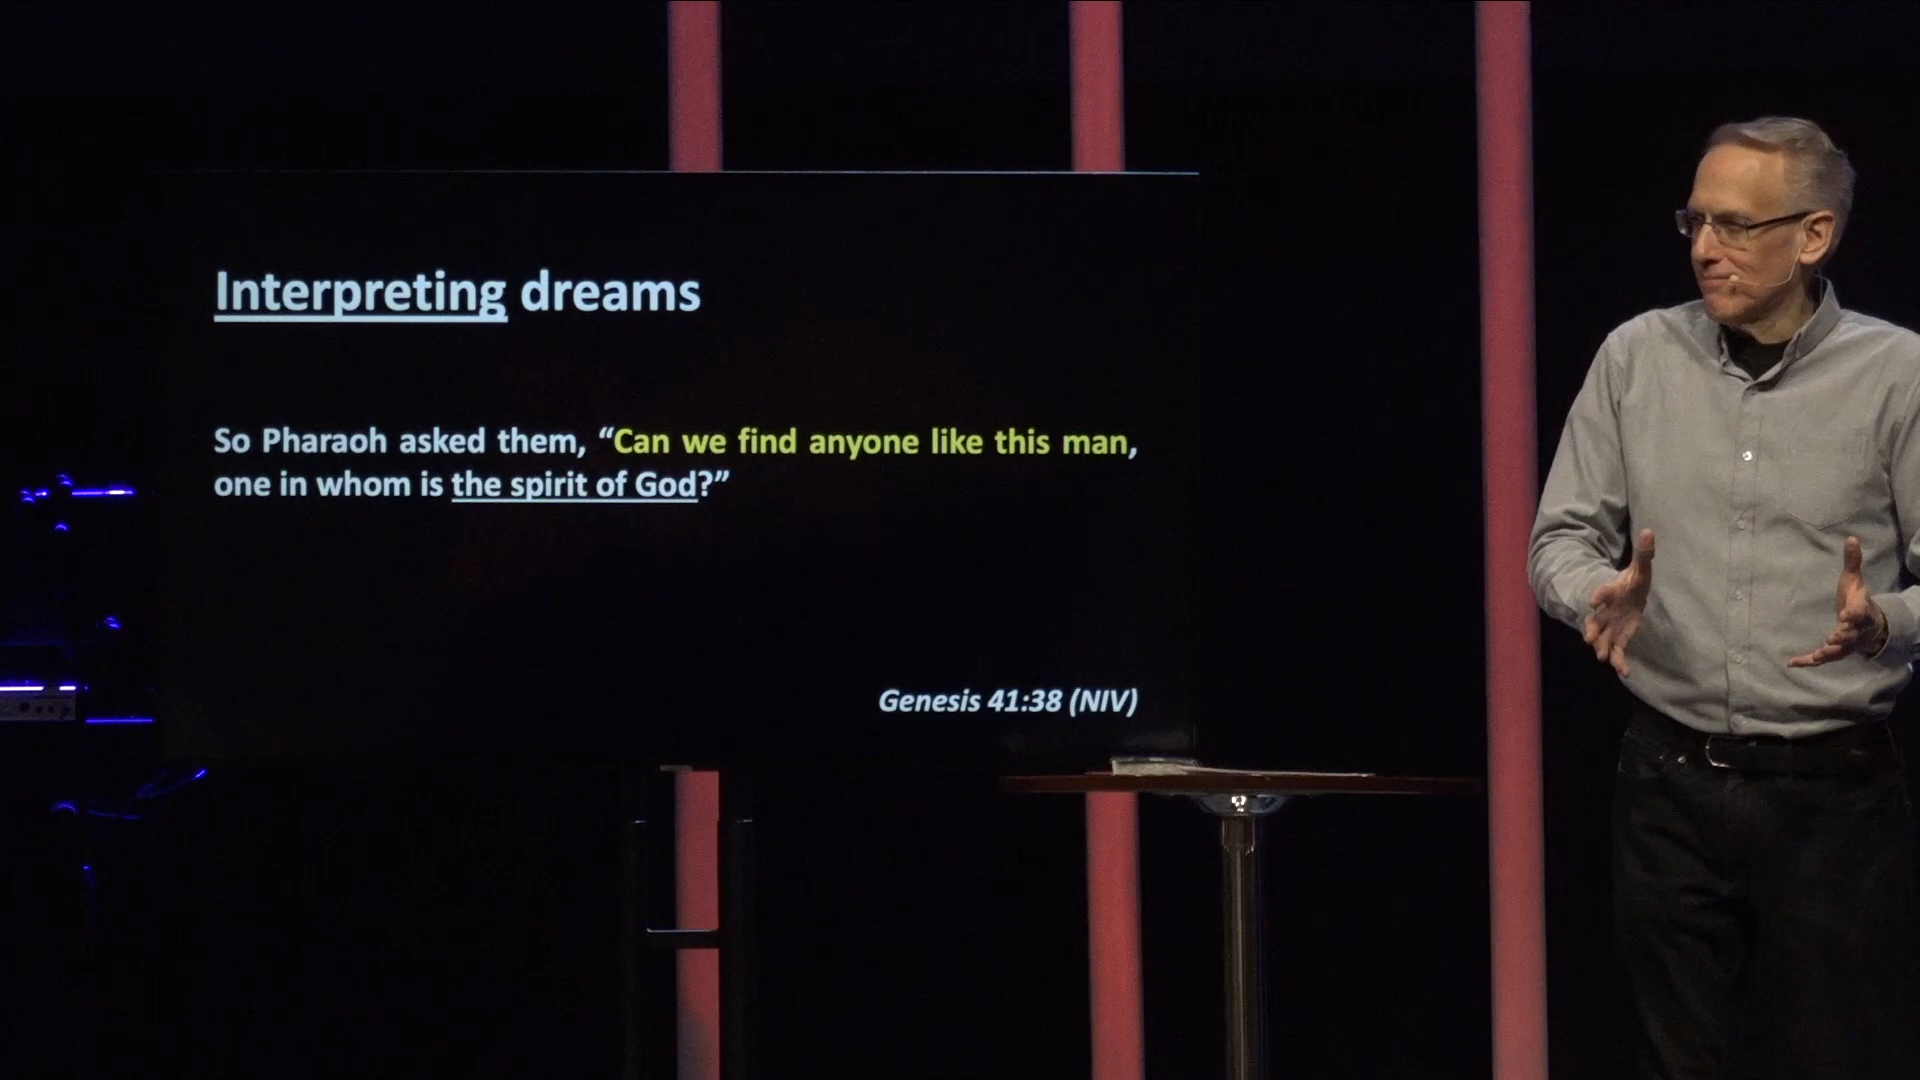 Interpreting dreams
So Pharaoh asked them, “Can we find anyone like this man,
one in whom is the spirit of God?”
Genesis 41:38 (NIV)